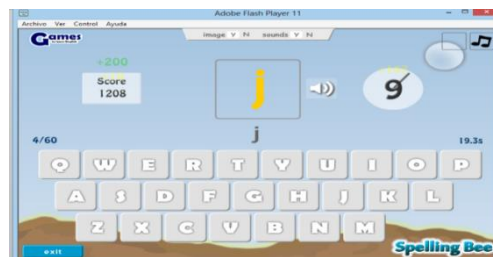 Adobe Flash Player 11
Archivo Ver Control Ayuda
Games
image Y N sounds Y N
+200
Score
1208
j
9
4/60
j
19.3s
Q W E R T Y U I O P
A S D F G H J K L
Z X C V B N M
exit
Spelling Bee